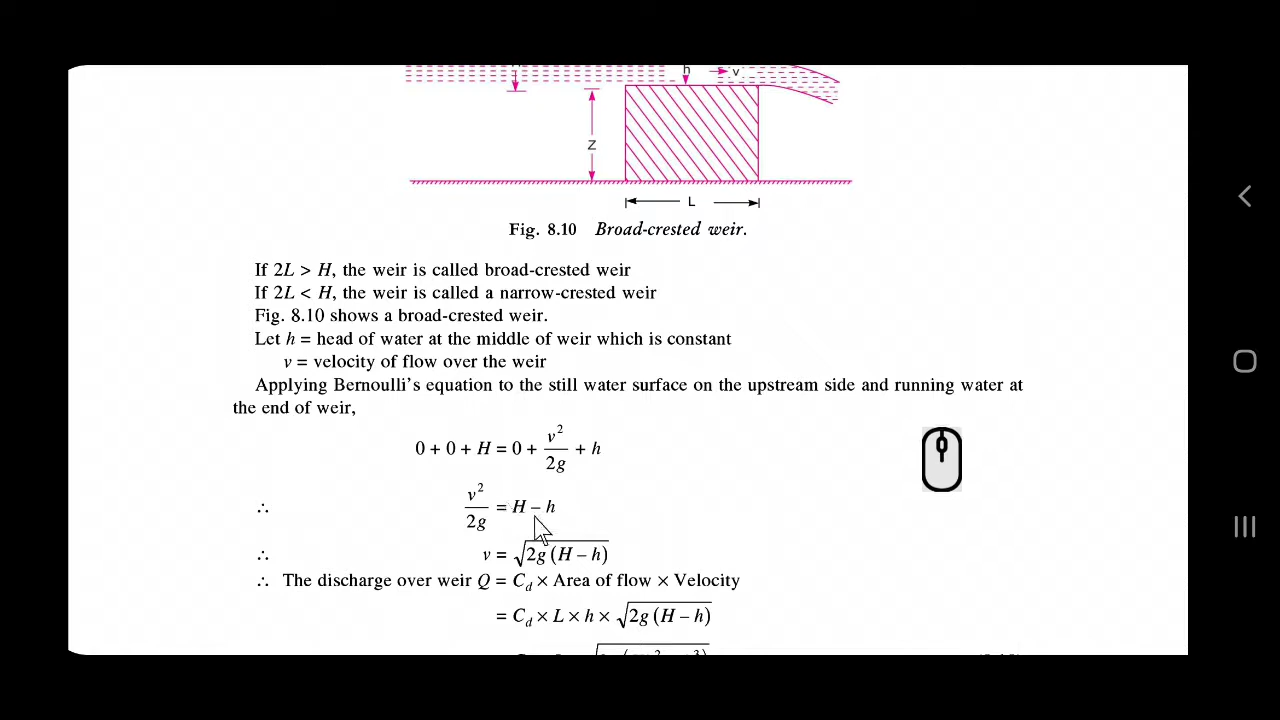 h v
Z
L
Fig. 8.10 Broad-crested weir.
If 2L > H, the weir is called broad-crested weir
If 2L < H, the weir is called a narrow-crested weir
Fig. 8.10 shows a broad-crested weir.
Let h = head of water at the middle of weir which is constant
v = velocity of flow over the weir
Applying Bernoulli's equation to the still water surface on the upstream side and running water at
the end of weir,
0 + 0 + H = 0 + v²/2g + h
∴ v²/2g = H – h
∴ v = √2g (H – h)
∴ The discharge over weir Q = C_d × Area of flow × Velocity
= C_d × L × h × √2g (H – h)